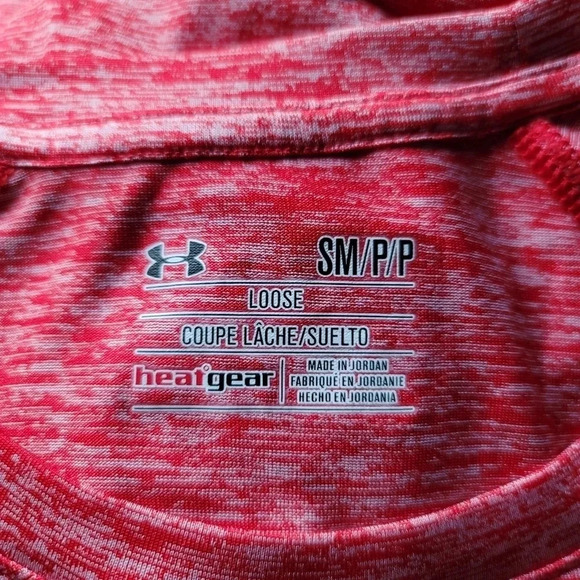 SM/P/P
LOOSE
COUPE LÂCHE/SUELTO
heatgear
MADE IN JORDAN
FABRIQUÉ EN JORDANIE
HECHO EN JORDANIA